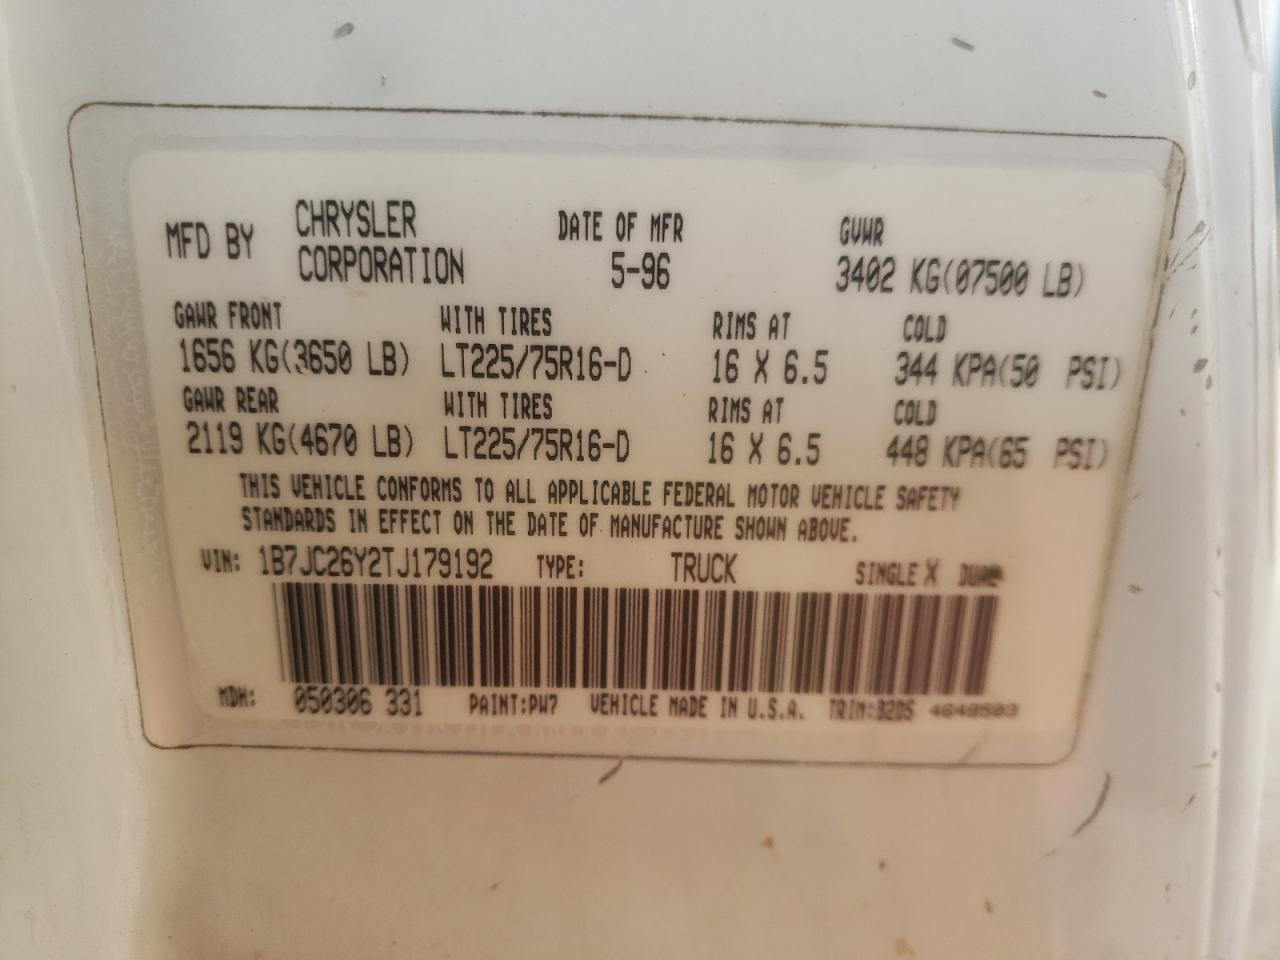 MFD BY CHRYSLER CORPORATION DATE OF MFR 5-96 GVWR 3402 KG(07500 LB)
GAWR FRONT WITH TIRES RIMS AT COLD
1656 KG(3650 LB) LT225/75R16-D 16 X 6.5 344 KPA(50 PSI)
GAWR REAR WITH TIRES RIMS AT COLD
2119 KG(4670 LB) LT225/75R16-D 16 X 6.5 448 KPA(65 PSI)
THIS VEHICLE CONFORMS TO ALL APPLICABLE FEDERAL MOTOR VEHICLE SAFETY
STANDARDS IN EFFECT ON THE DATE OF MANUFACTURE SHOWN ABOVE.
VIN: 1B7JC26Y2TJ179192 TYPE: TRUCK SINGLE X DUAL
MDH: 050306 331 PAINT:PW7 VEHICLE MADE IN U.S.A. TRIM: